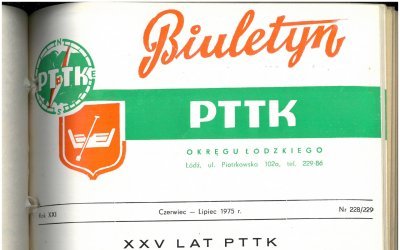 Biuletyn
N
PTTK
E
S
PTTK
OKRĘGU ŁÓDZKIEGO
Łódź, ul. Piotrkowska 102a, tel. 229-86
Rok XXI
Czerwiec — Lipiec 1975 r.
Nr 228/229
XXV LAT PTTK